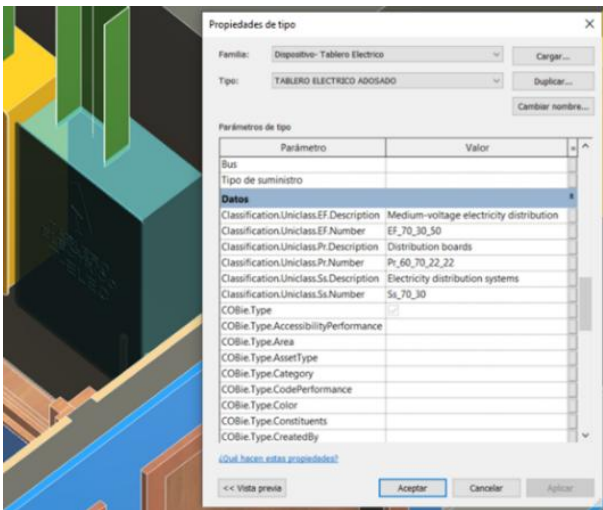 Propiedades de tipo
Familia: Dispositivo- Tablero Electrico Cargar...
Tipo: TABLERO ELECTRICO ADOSADO Duplicar...
Cambiar nombre...
Parámetros de tipo
Parámetro Valor =
Bus
Tipo de suministro
Datos
Classification.Uniclass.EF.Description Medium-voltage electricity distribution
Classification.Uniclass.EF.Number EF_70_30_50
Classification.Uniclass.Pr.Description Distribution boards
Classification.Uniclass.Pr.Number Pr_60_70_22_22
Classification.Uniclass.Ss.Description Electricity distribution systems
Classification.Uniclass.Ss.Number Ss_70_30
COBie.Type
COBie.Type.AccessibilityPerformance
COBie.Type.Area
COBie.Type.AssetType
COBie.Type.Category
COBie.Type.CodePerformance
COBie.Type.Color
COBie.Type.Constituents
COBie.Type.CreatedBy
¿Qué hacen estas propiedades?
<< Vista previa Aceptar Cancelar Aplicar